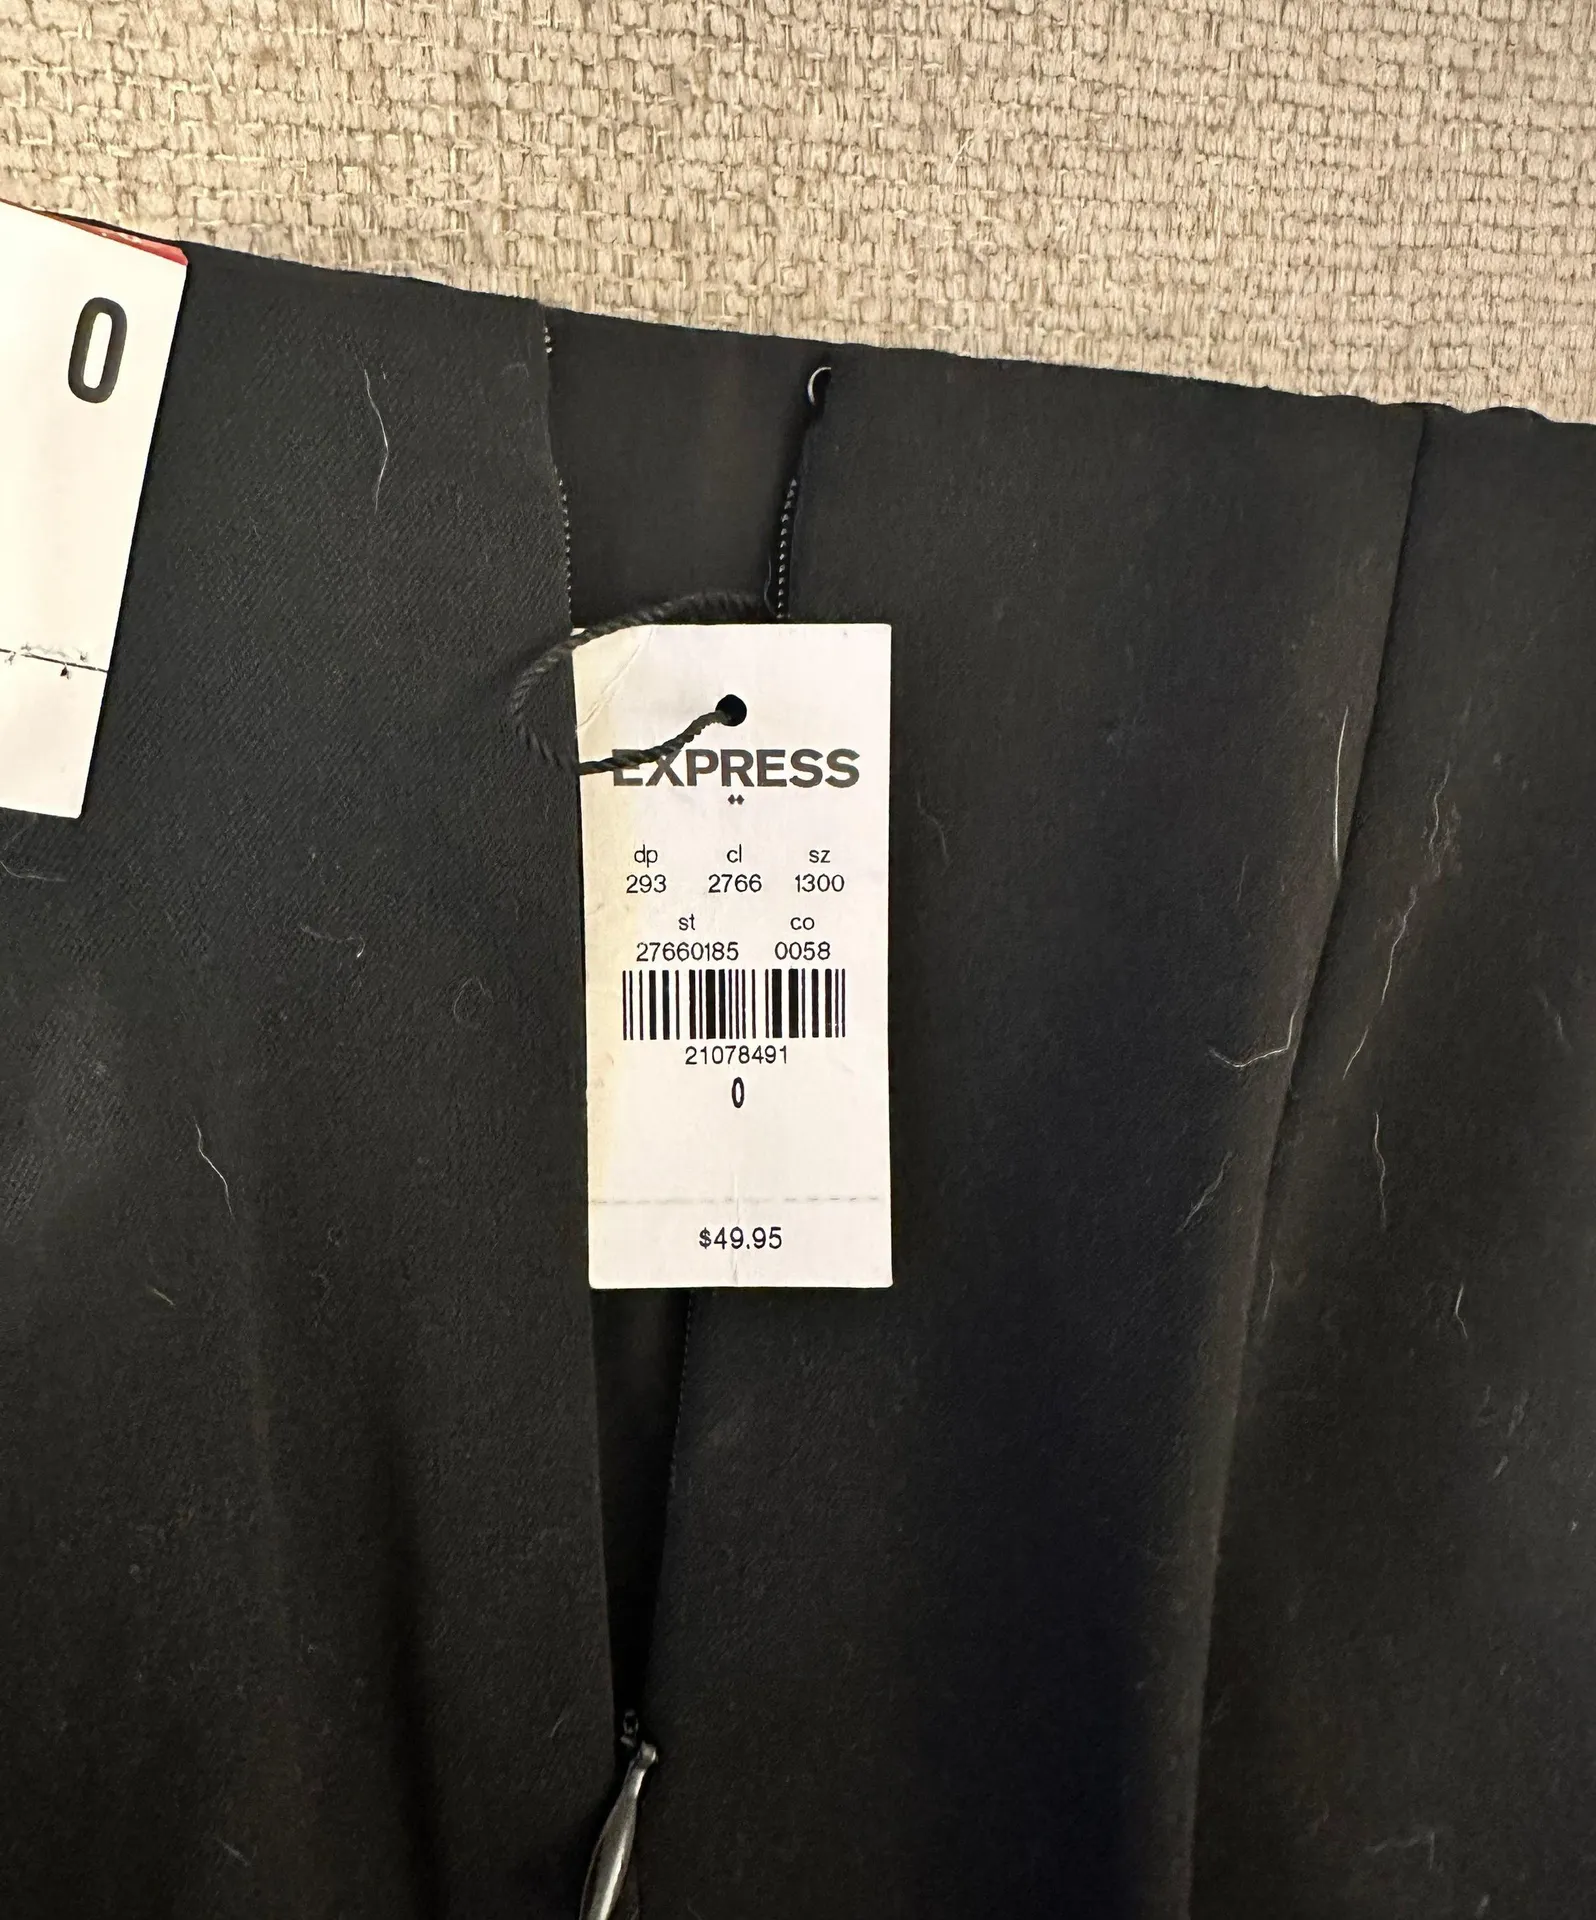 0
EXPRESS
dp cl sz
293 2766 1300
st co
27660185 0058
21078491
0
$49.95